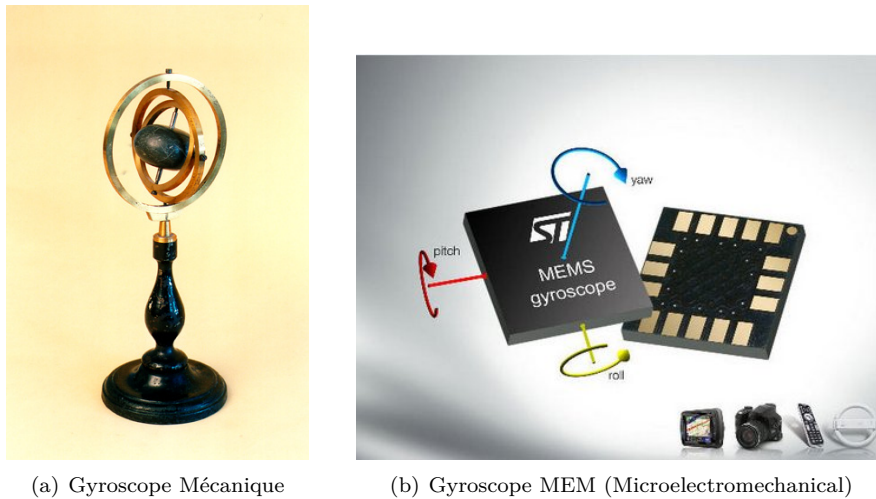 yaw
ST
pitch
MEMS
gyroscope
roll
(a) Gyroscope Mécanique
(b) Gyroscope MEM (Microelectromechanical)